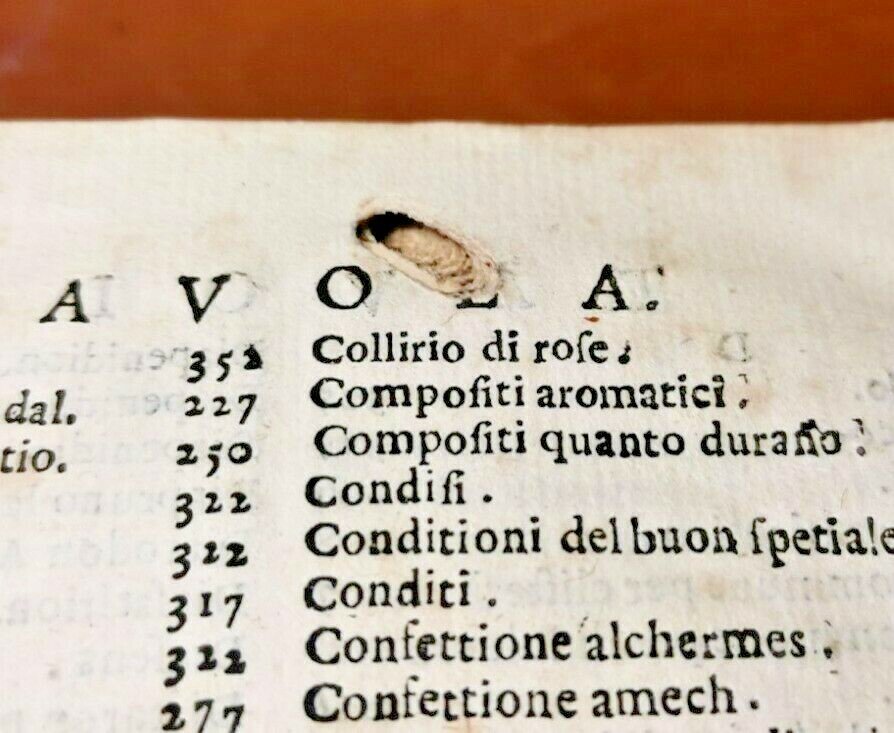 A V O L A.
352
dal. 227
tio. 250
322
322
317
322
277
Collirio di roſe.
Compoſiti aromatici.
Compoſiti quanto durano.
Condiſi.
Conditioni del buon ſpetiale
Conditi.
Confettione alchermes.
Confettione amech.